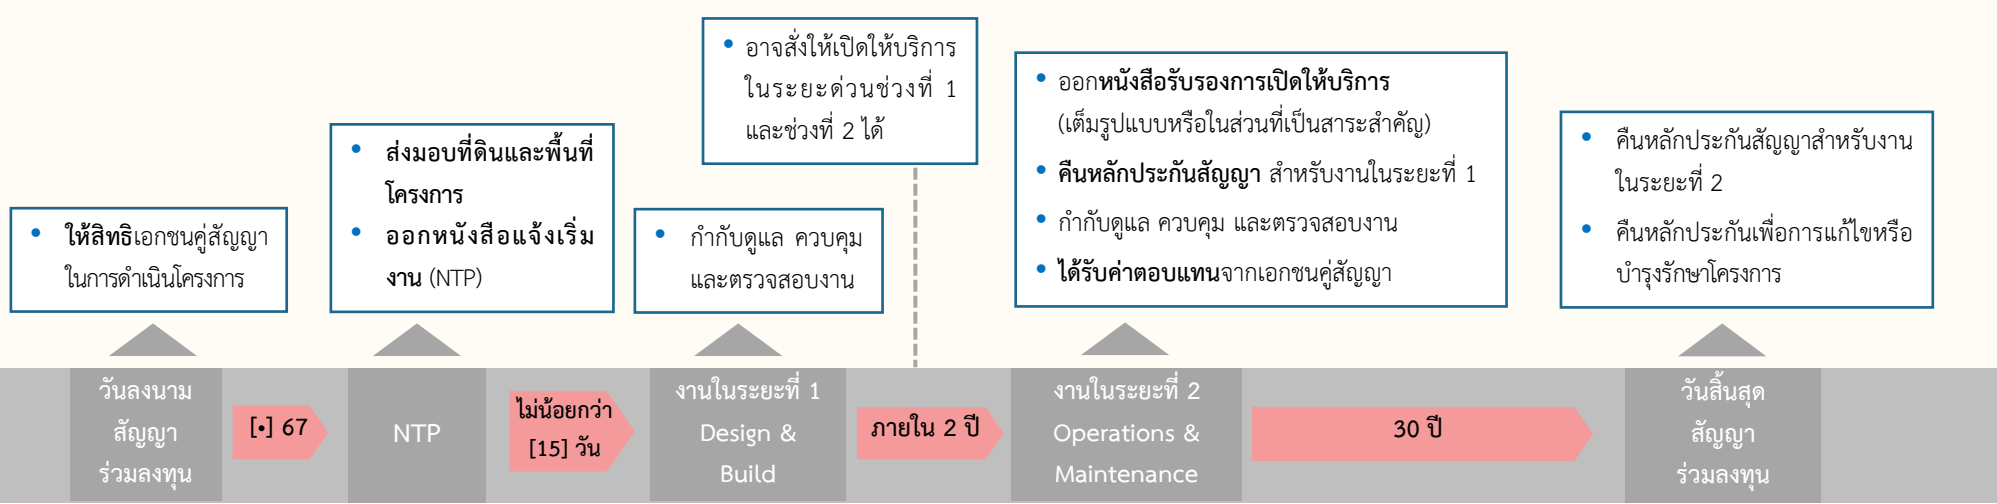 • ให้สิทธิเอกชนคู่สัญญา
ในการดำเนินโครงการ
• ส่งมอบที่ดินและพื้นที่
โครงการ
• ออกหนังสือแจ้งเริ่ม
งาน (NTP)
• กำกับดูแล ควบคุม
และตรวจสอบงาน
• อาจสั่งให้เปิดให้บริการ
ในระยะด่วนช่วงที่ 1
และช่วงที่ 2 ได้
• ออกหนังสือรับรองการเปิดให้บริการ
(เต็มรูปแบบหรือในส่วนที่เป็นสาระสำคัญ)
• คืนหลักประกันสัญญา สำหรับงานในระยะที่ 1
• กำกับดูแล ควบคุม และตรวจสอบงาน
• ได้รับค่าตอบแทนจากเอกชนคู่สัญญา
• คืนหลักประกันสัญญาสำหรับงาน
ในระยะที่ 2
• คืนหลักประกันเพื่อการแก้ไขหรือ
บำรุงรักษาโครงการ
วันลงนาม
สัญญา
ร่วมลงทุน
[•] 67
NTP
ไม่น้อยกว่า
[15] วัน
งานในระยะที่ 1
Design &
Build
ภายใน 2 ปี
งานในระยะที่ 2
Operations &
Maintenance
30 ปี
วันสิ้นสุด
สัญญา
ร่วมลงทุน